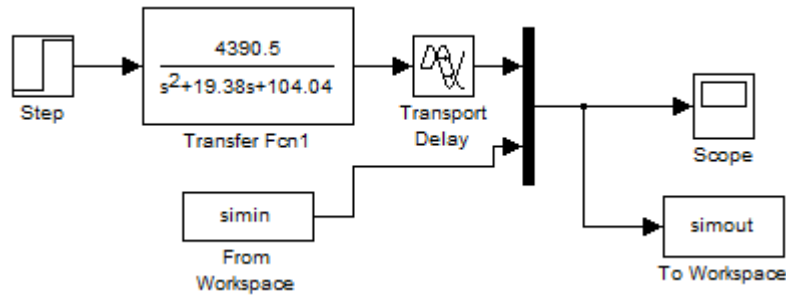 4390.5
s2+19.38s+104.04
Step
Transfer Fcn1
Transport
Delay
Scope
simin
From
Workspace
simout
To Workspace